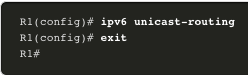 R1(config)# ipv6 unicast-routing
R1(config)# exit
R1#